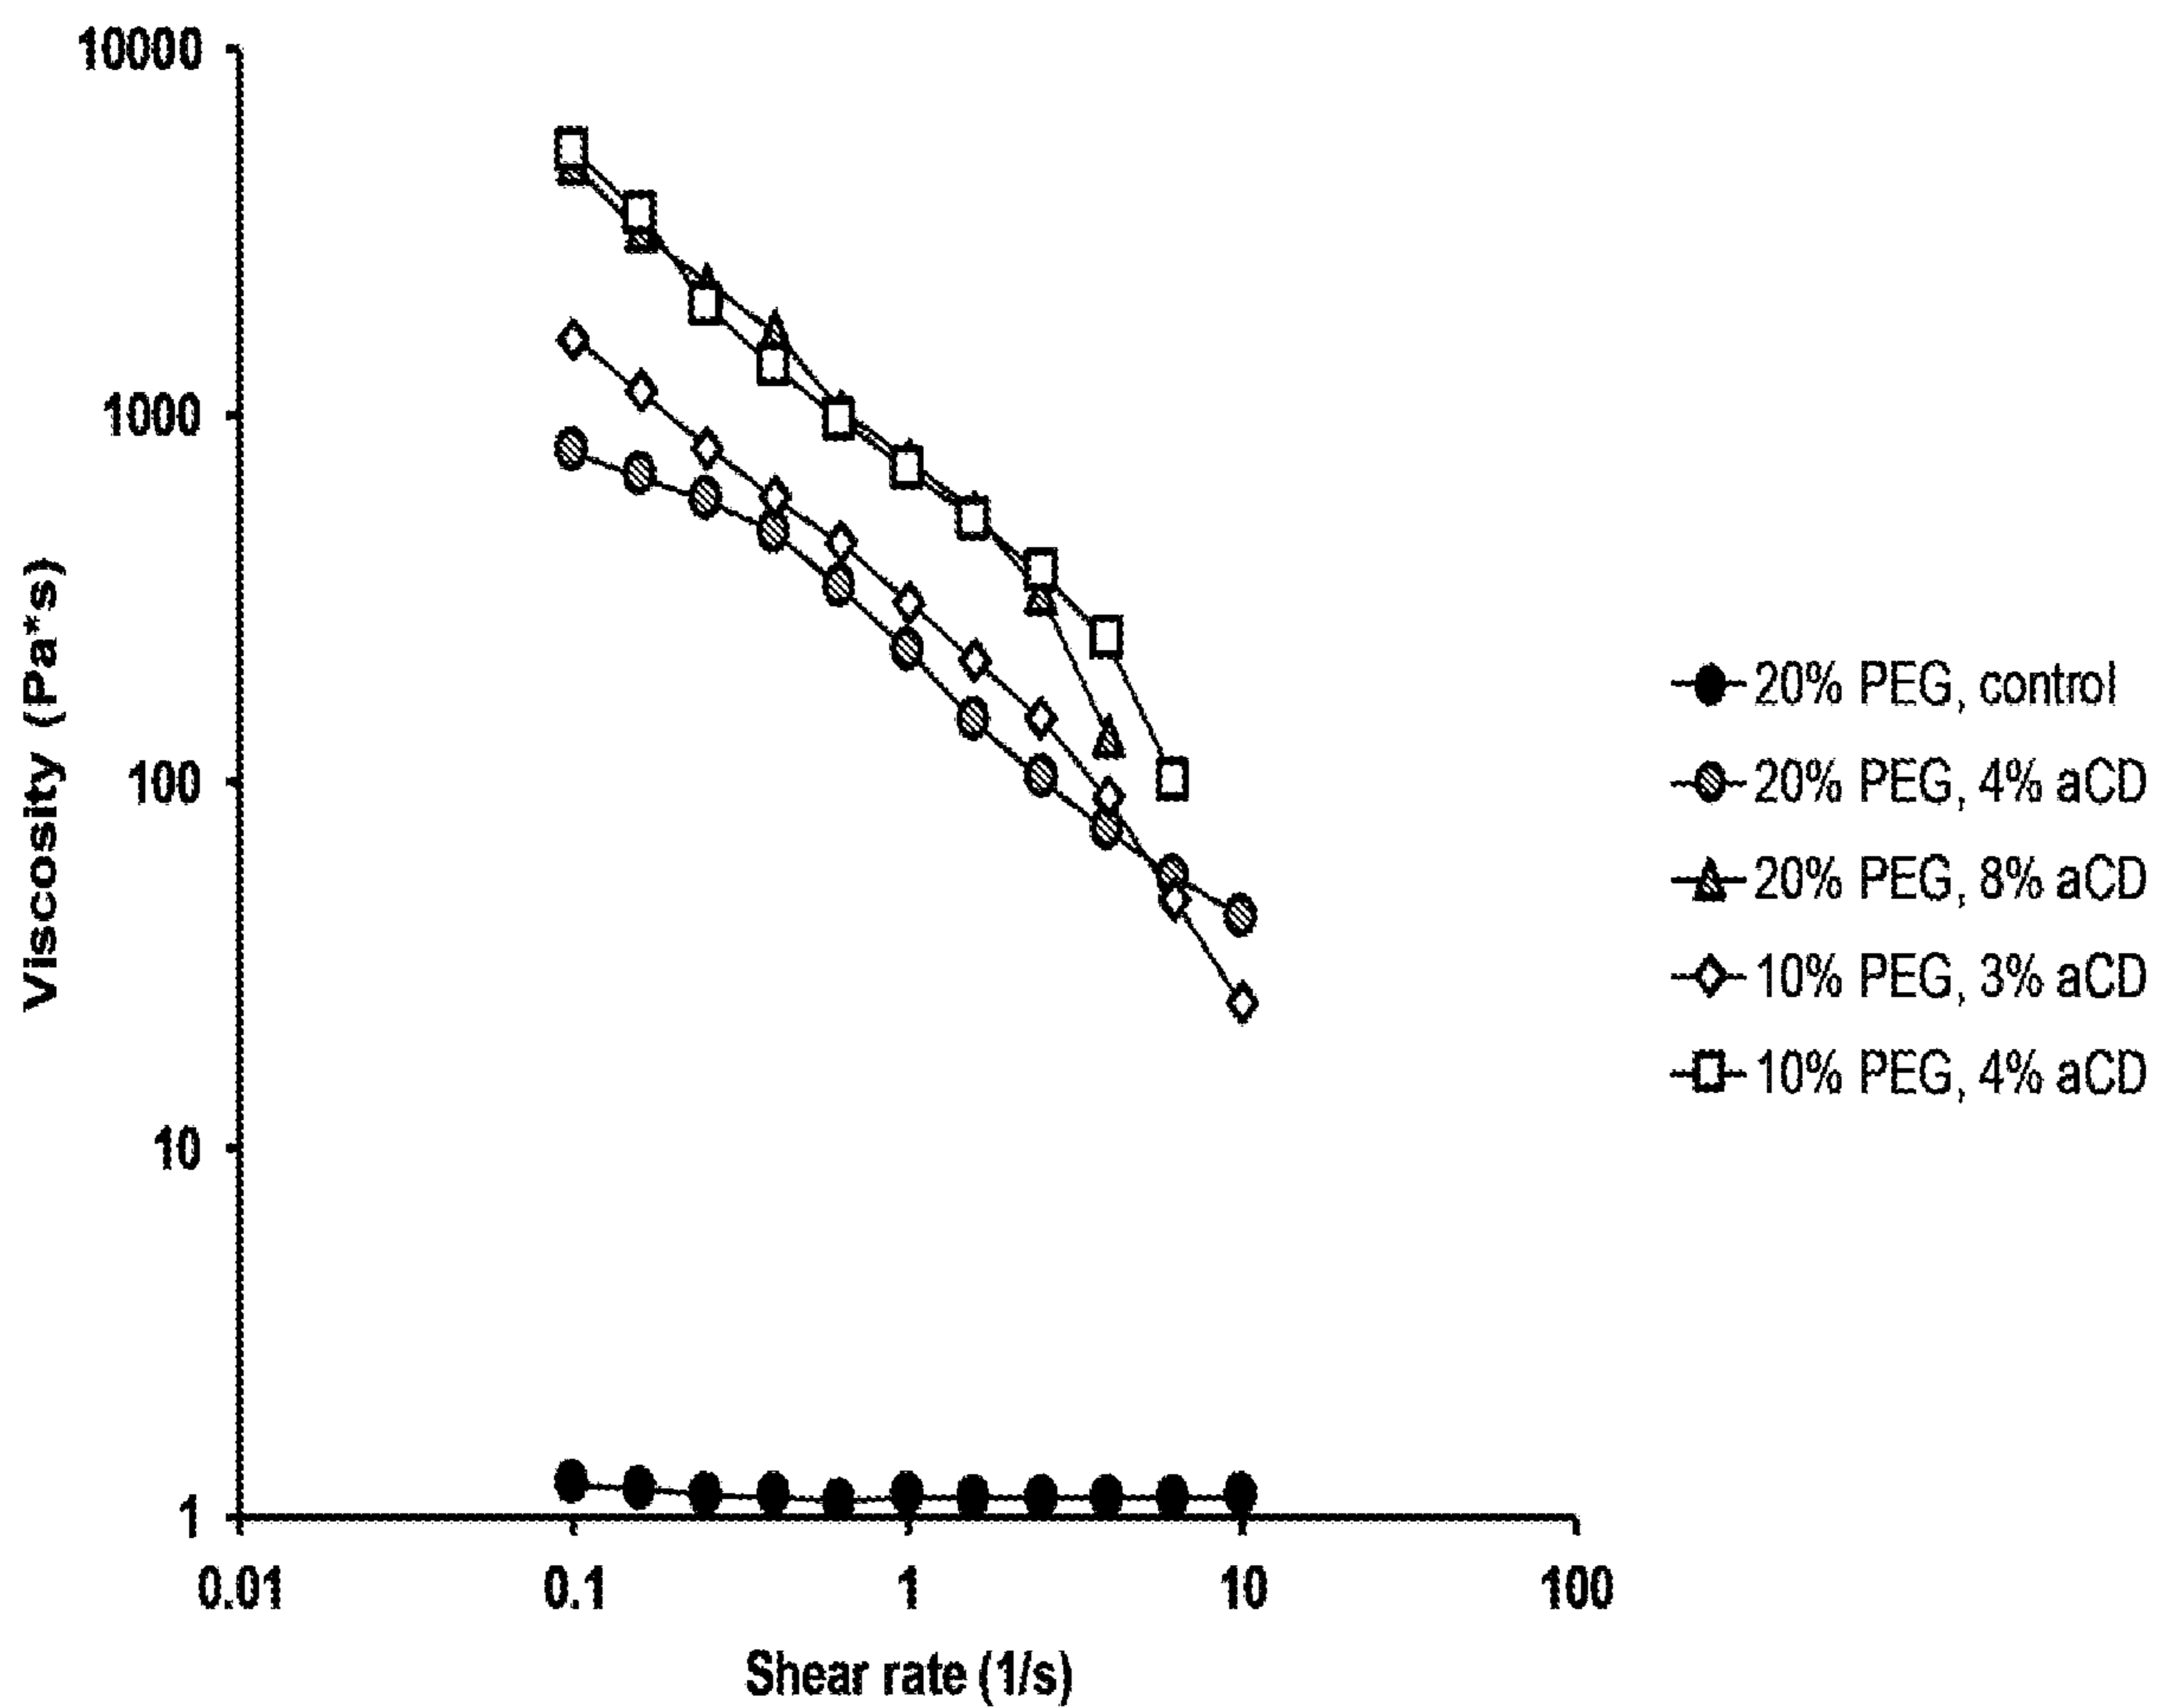 10000
1000
100
10
1
Viscosity (Pa*s)
0.01 0.1 1 10 100
Shear rate (1/s)
20% PEG, control
20% PEG, 4% aCD
20% PEG, 8% aCD
10% PEG, 3% aCD
10% PEG, 4% aCD